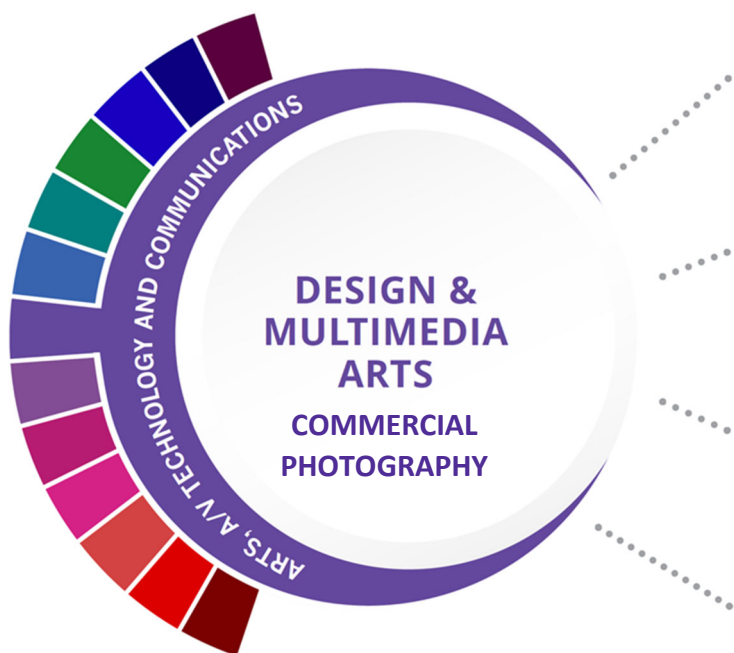 ARTS, A/V TECHNOLOGY AND COMMUNICATIONS
DESIGN &
MULTIMEDIA
ARTS
COMMERCIAL
PHOTOGRAPHY